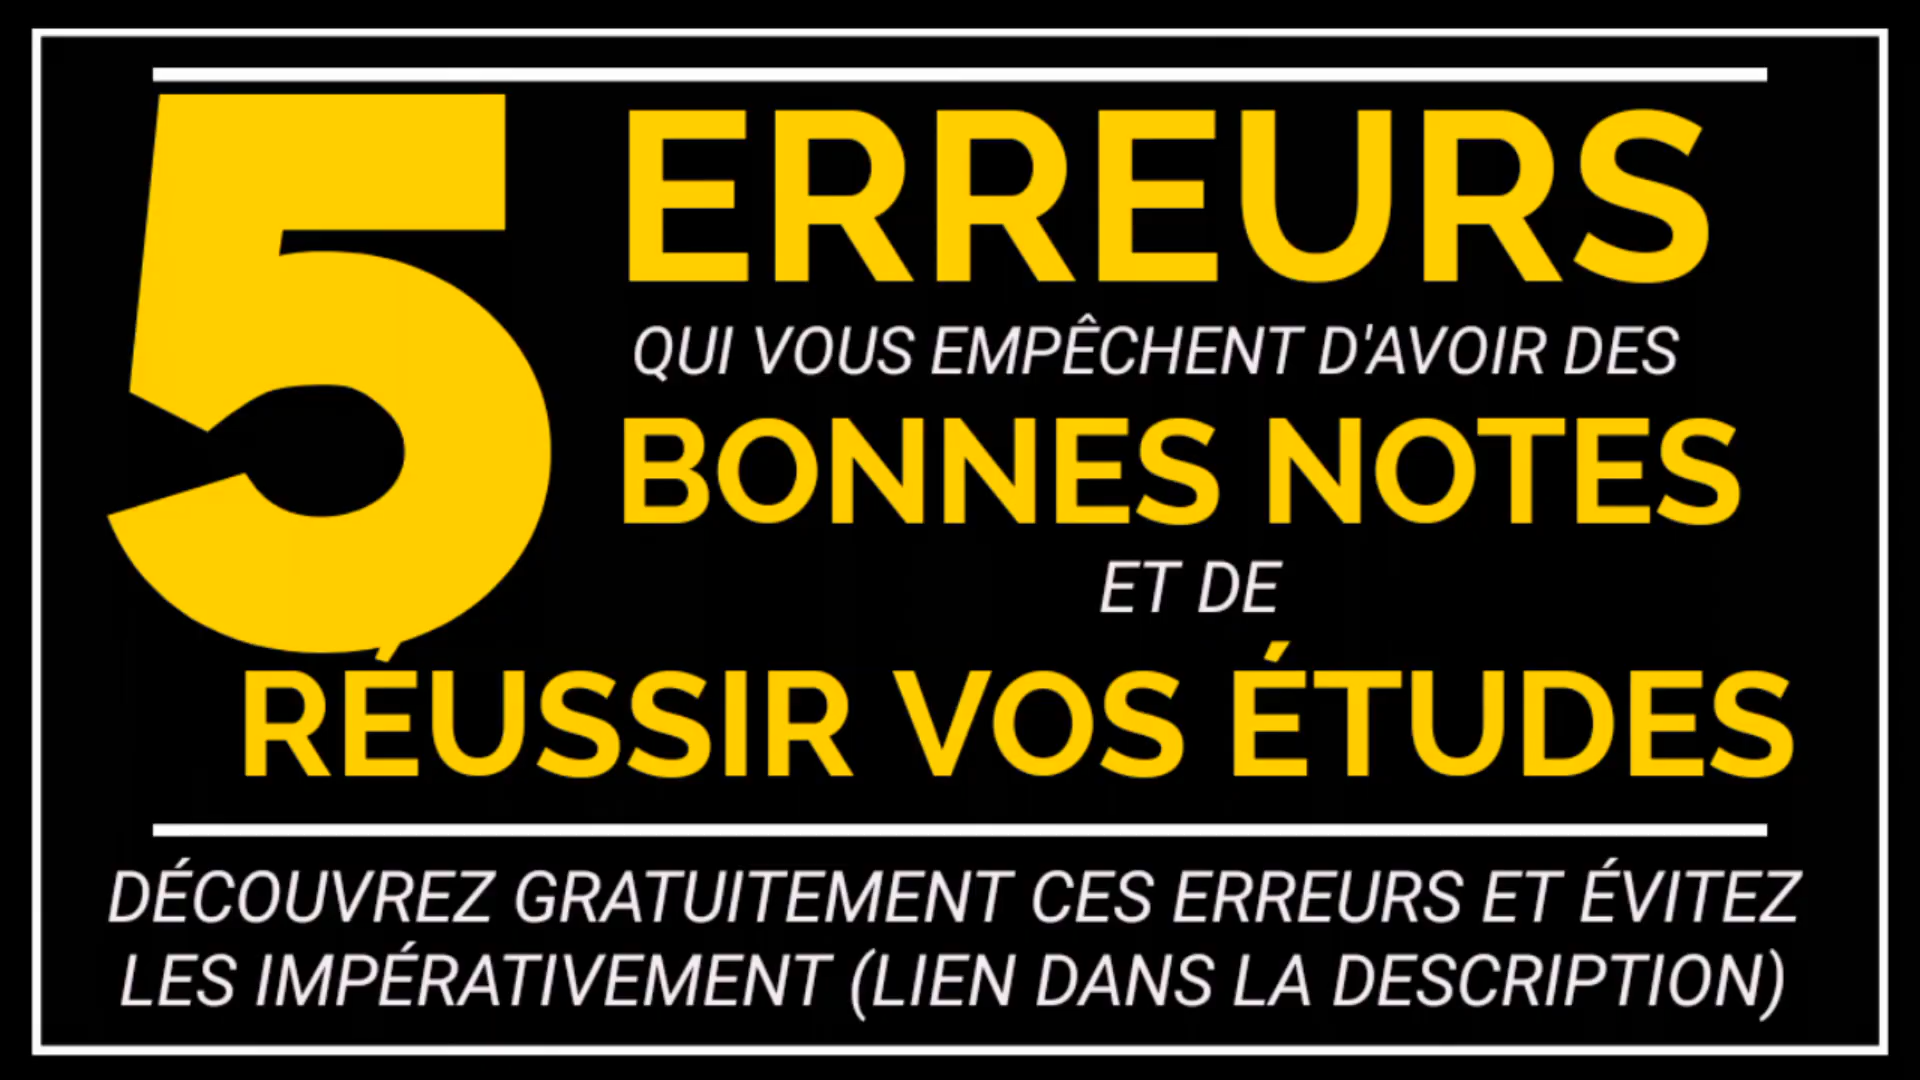 5 ERREURS
QUI VOUS EMPÊCHENT D'AVOIR DES
BONNES NOTES
ET DE
RÉUSSIR VOS ÉTUDES
DÉCOUVREZ GRATUITEMENT CES ERREURS ET ÉVITEZ
LES IMPÉRATIVEMENT (LIEN DANS LA DESCRIPTION)